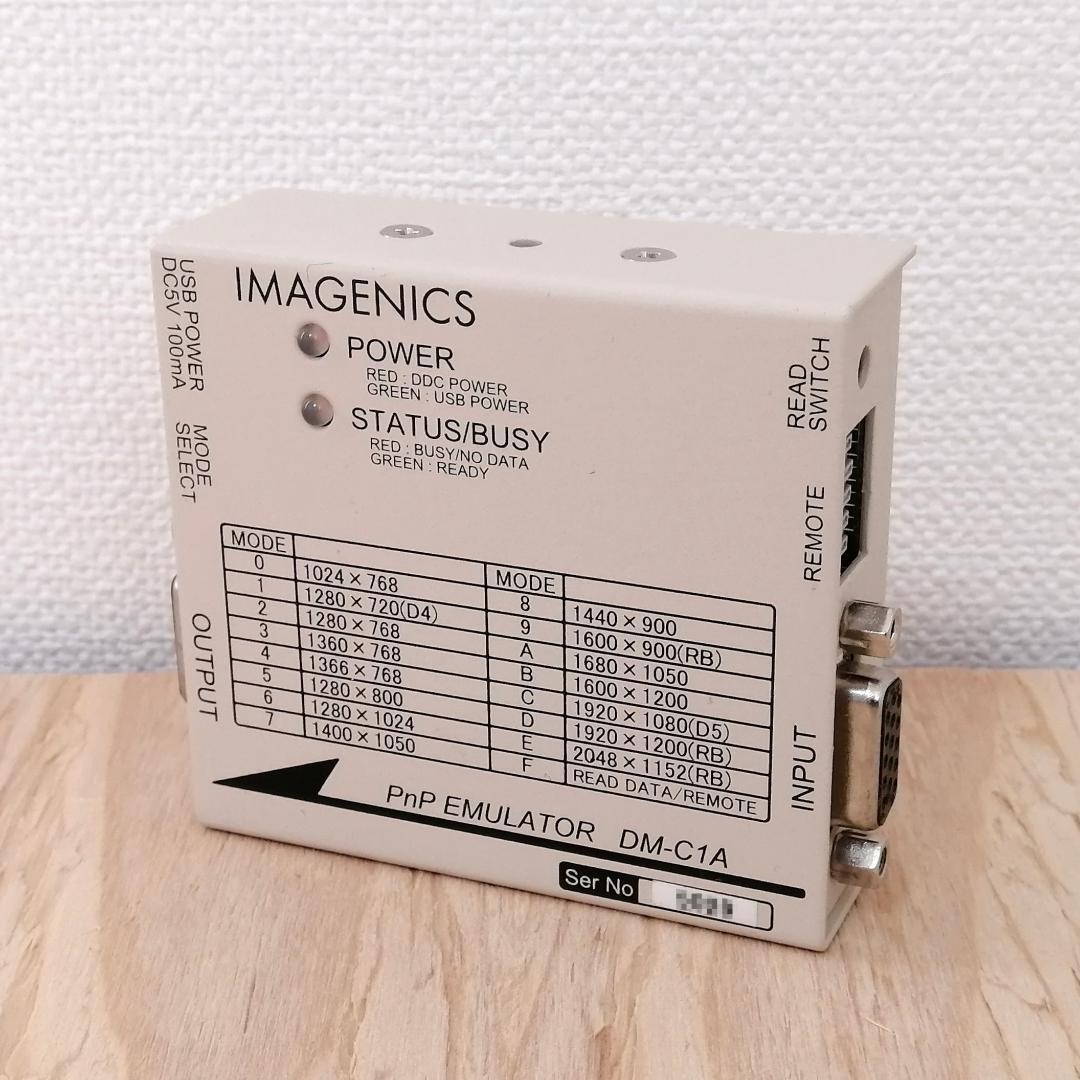 IMAGENICS
POWER
RED : DDC POWER
GREEN : USB POWER
STATUS/BUSY
RED : BUSY/NO DATA
GREEN : READY
USB POWER
DC5V 100mA
MODE
SELECT
OUTPUT
READ
SWITCH
REMOTE
INPUT
MODE
0 1024×768
1 1280×720(D4)
2 1280×768
3 1360×768
4 1366×768
5 1280×800
6 1280×1024
7 1400×1050
MODE
8 1440×900
9 1600×900(RB)
A 1680×1050
B 1600×1200
C 1920×1080(D5)
D 1920×1200(RB)
E 2048×1152(RB)
F READ DATA/REMOTE
PnP EMULATOR DM-C1A
Ser No